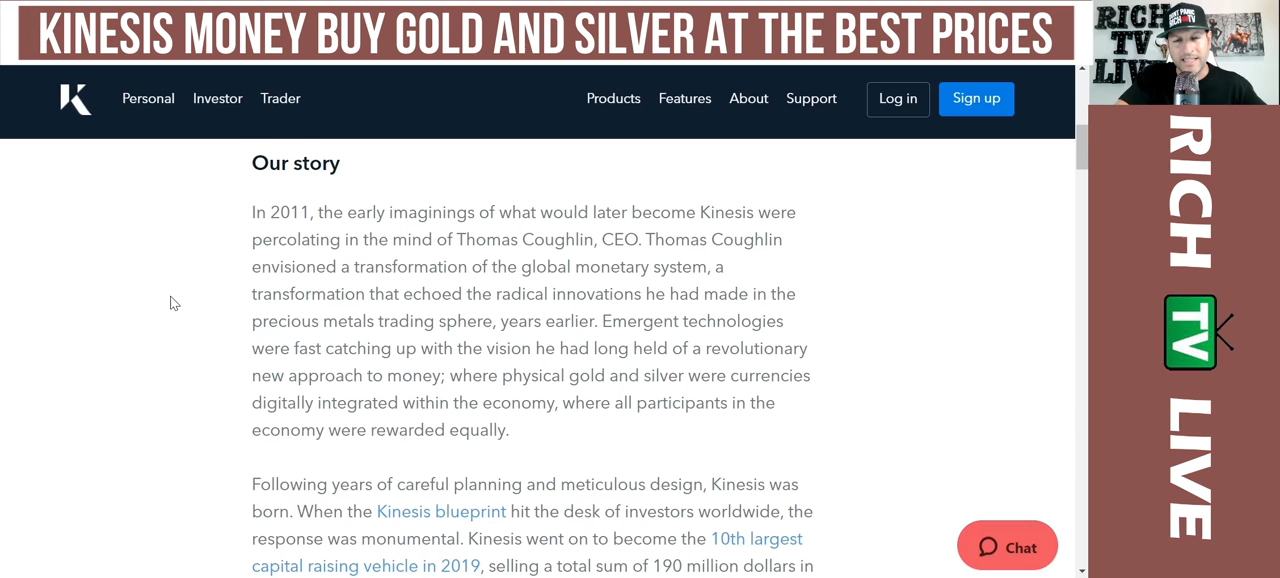 KINESIS MONEY BUY GOLD AND SILVER AT THE BEST PRICES
Personal Investor Trader Products Features About Support Log in Sign up
Our story
In 2011, the early imaginings of what would later become Kinesis were
percolating in the mind of Thomas Coughlin, CEO. Thomas Coughlin
envisioned a transformation of the global monetary system, a
transformation that echoed the radical innovations he had made in the
precious metals trading sphere, years earlier. Emergent technologies
were fast catching up with the vision he had long held of a revolutionary
new approach to money; where physical gold and silver were currencies
digitally integrated within the economy, where all participants in the
economy were rewarded equally.
Following years of careful planning and meticulous design, Kinesis was
born. When the Kinesis blueprint hit the desk of investors worldwide, the
response was monumental. Kinesis went on to become the 10th largest
capital raising vehicle in 2019, selling a total sum of 190 million dollars in
Chat
RICH
TV
LIVE
RICH
TV
LIVE